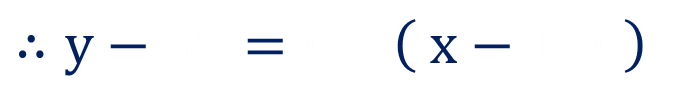 ∴ y − = ( x − )